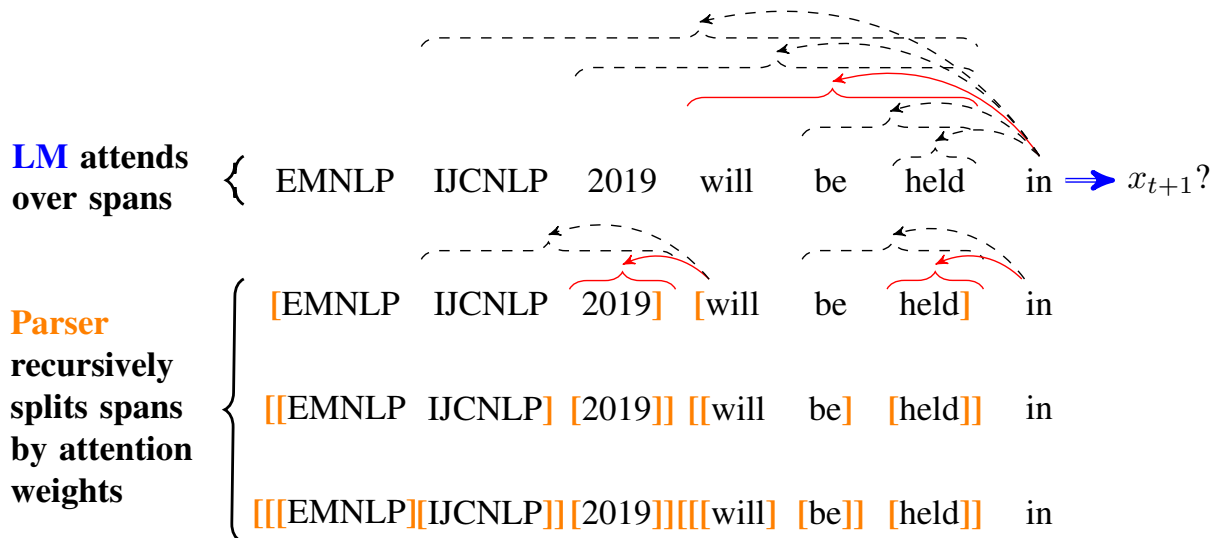 LM attends
over spans
EMNLP IJCNLP 2019 will be held in x_{t+1}?
Parser
recursively
splits spans
by attention
weights
[EMNLP IJCNLP 2019] [will be held] in
[[EMNLP IJCNLP] [2019]] [[will be] [held]] in
[[[EMNLP][IJCNLP]] [2019]][[[will] [be]] [held]] in